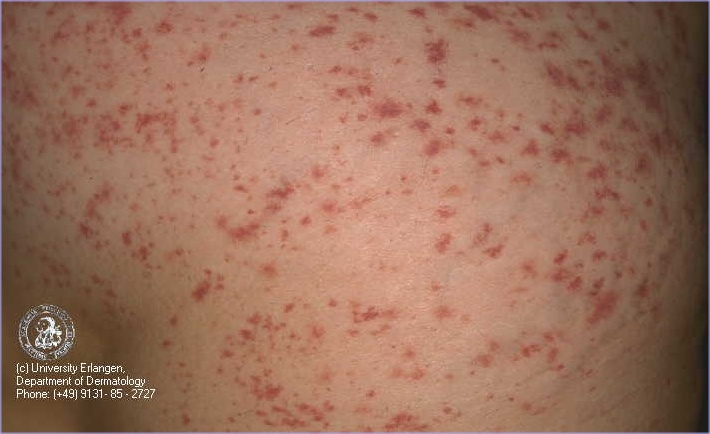 (c) University Erlangen,
Department of Dermatology
Phone: (+49) 9131- 85 - 2727